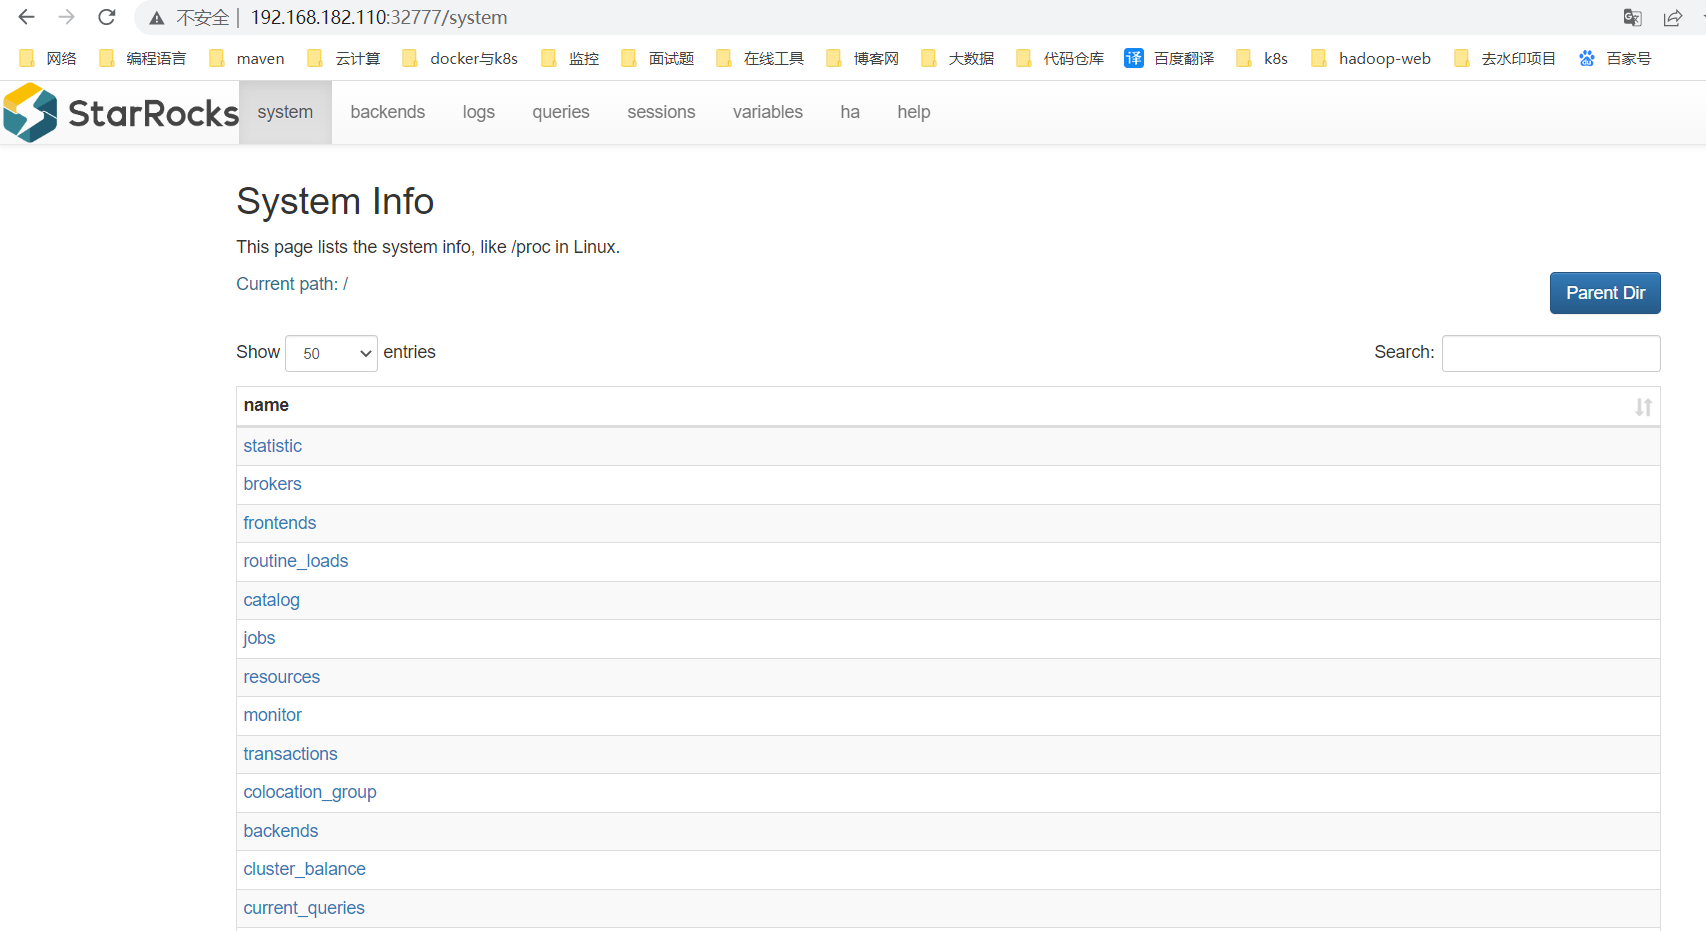 不安全 192.168.182.110:32777/system
网络 编程语言 maven 云计算 docker与k8s 监控 面试题 在线工具 博客网 大数据 代码仓库 译 百度翻译 k8s hadoop-web 去水印项目 百家号
StarRocks system backends logs queries sessions variables ha help
System Info
This page lists the system info, like /proc in Linux.
Current path: /
Parent Dir
Show 50 entries Search:
name
statistic
brokers
frontends
routine_loads
catalog
jobs
resources
monitor
transactions
colocation_group
backends
cluster_balance
current_queries